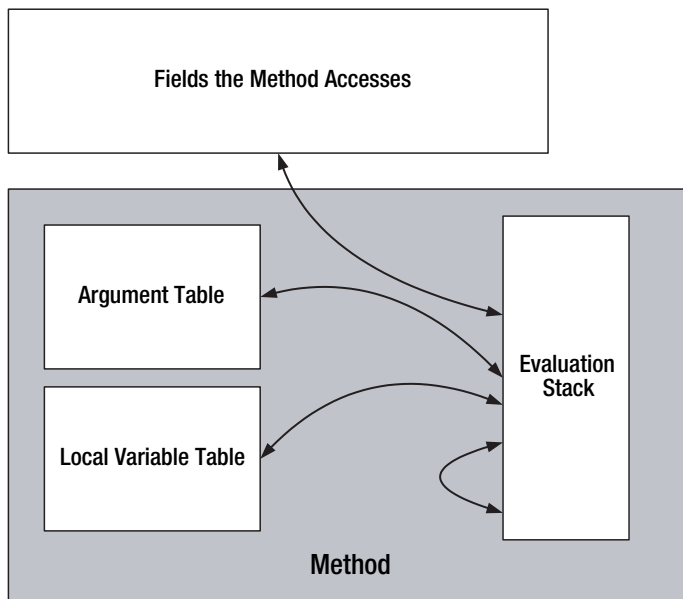 Fields the Method Accesses
Argument Table
Evaluation
Stack
Local Variable Table
Method